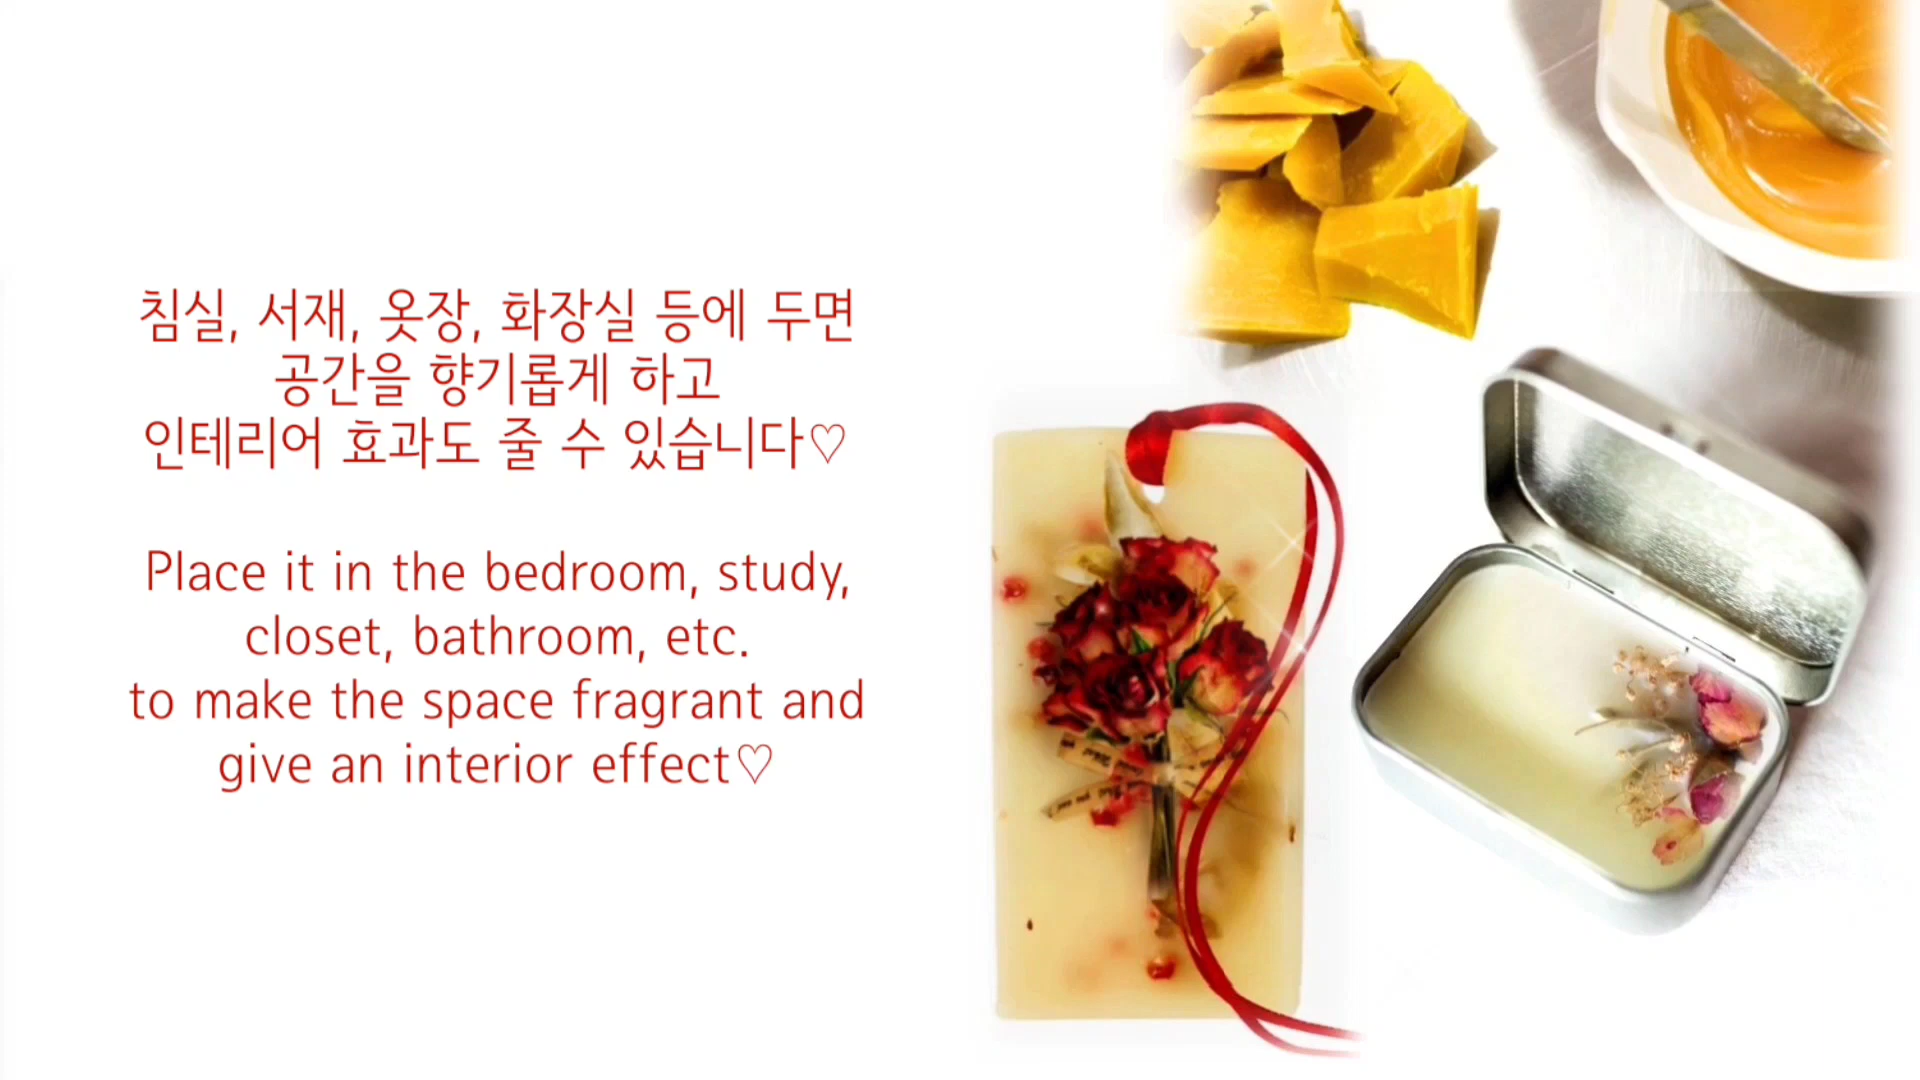 침실, 서재, 옷장, 화장실 등에 두면
공간을 향기롭게 하고
인테리어 효과도 줄 수 있습니다♡
Place it in the bedroom, study,
closet, bathroom, etc.
to make the space fragrant and
give an interior effect♡